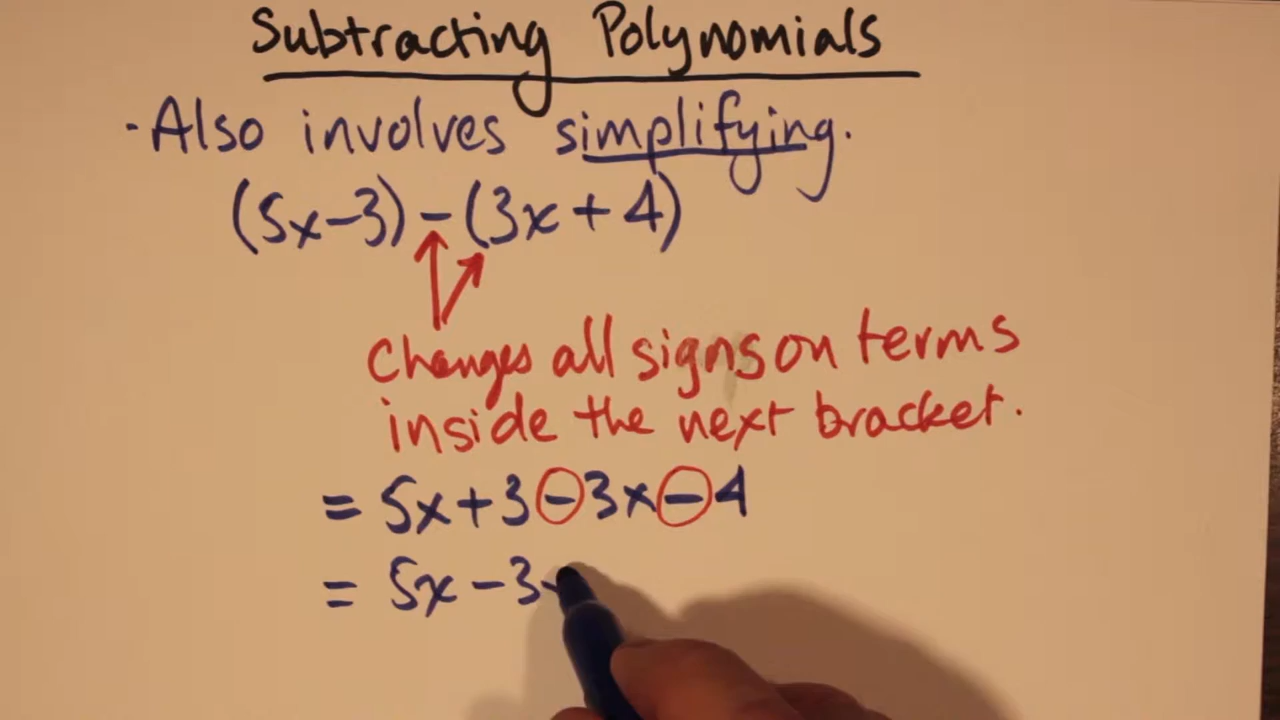 Subtracting Polynomials
· Also involves simplifying.
(5x-3) - (3x + 4)
Changes all signs on terms
inside the next bracket.
= 5x + 3 - 3x - 4
= 5x - 3 -